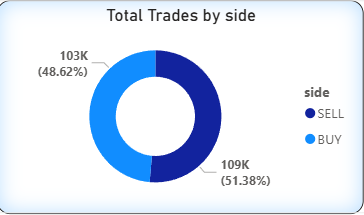 Total Trades by side
103K
(48.62%)
side
SELL
BUY
109K
(51.38%)